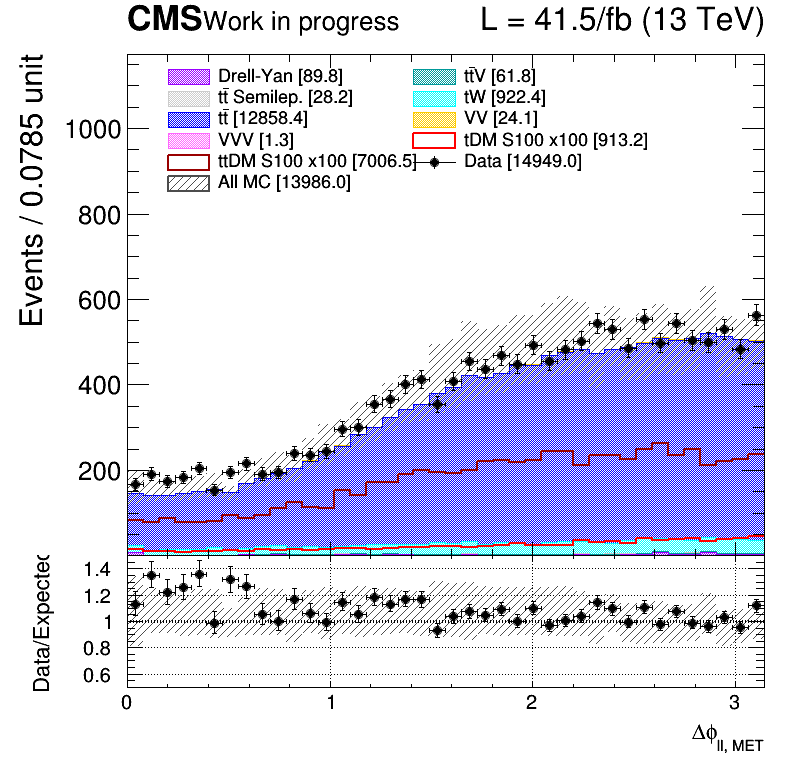 CMS Work in progress L = 41.5/fb (13 TeV)
Events / 0.0785 unit
Drell-Yan [89.8] tt̄V [61.8]
tt̄ Semilep. [28.2] tW [922.4]
tt̄ [12858.4] VV [24.1]
VVV [1.3] tDM S100 x100 [913.2]
ttDM S100 x100 [7006.5] Data [14949.0]
All MC [13986.0]
1000
800
600
400
200
Data/Expected
1.4
1.2
1
0.8
0.6
0 1 2 3
Δϕll, MET